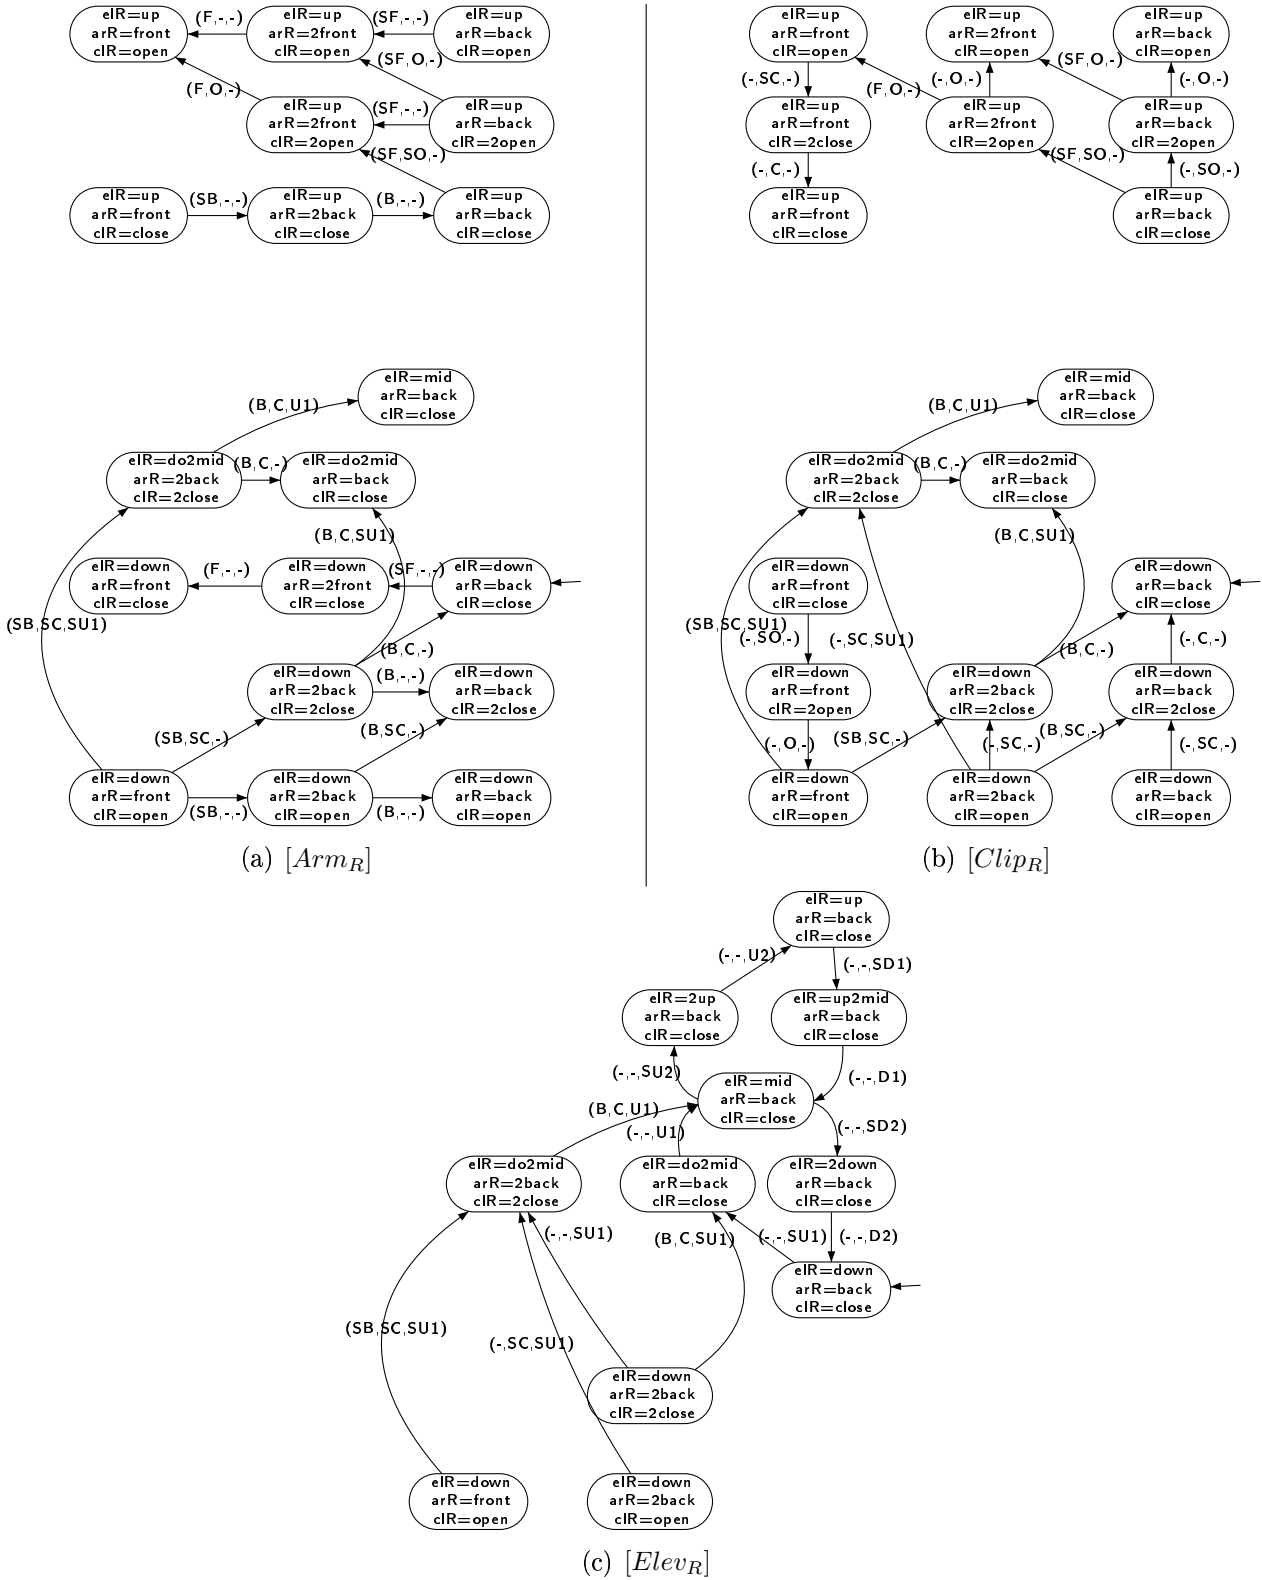 elR=up
arR=front
clR=open
(F,-,-)
elR=up
arR=2front
clR=open
(SF,-,-)
elR=up
arR=back
clR=open
(F,O,-)
(SF,O,-)
elR=up
arR=2front
clR=2open
(SF,-,-)
elR=up
arR=back
clR=2open
(SF,SO,-)
elR=up
arR=front
clR=close
(SB,-,-)
elR=up
arR=2back
clR=close
(B,-,-)
elR=up
arR=back
clR=close
elR=mid
arR=back
clR=close
(B,C,U1)
elR=do2mid
arR=2back
clR=2close
(B,C,-)
elR=do2mid
arR=back
clR=close
(B,C,SU1)
elR=down
arR=front
clR=close
(F,-,-)
elR=down
arR=2front
clR=close
(SF,-,-)
elR=down
arR=back
clR=close
(SB,SC,SU1)
(B,C,-)
elR=down
arR=2back
clR=2close
(B,-,-)
elR=down
arR=back
clR=2close
(SB,SC,-)
(B,SC,-)
elR=down
arR=front
clR=open
(SB,-,-)
elR=down
arR=2back
clR=open
(B,-,-)
elR=down
arR=back
clR=open
(a) [ArmR]
elR=up
arR=front
clR=open
elR=up
arR=2front
clR=open
elR=up
arR=back
clR=open
(-,SC,-)
(F,O,-)
(-,O,-)
(SF,O,-)
(-,O,-)
elR=up
arR=front
clR=2close
elR=up
arR=2front
clR=2open
elR=up
arR=back
clR=2open
(-,C,-)
(SF,SO,-)
(-,SO,-)
elR=up
arR=front
clR=close
elR=up
arR=back
clR=close
elR=mid
arR=back
clR=close
(B,C,U1)
elR=do2mid
arR=2back
clR=2close
(B,C,-)
elR=do2mid
arR=back
clR=close
(B,C,SU1)
elR=down
arR=front
clR=close
elR=down
arR=back
clR=close
(SB,SC,SU1)
(-,SO,-)
(-,SC,SU1)
(B,C,-)
(-,C,-)
elR=down
arR=front
clR=2open
elR=down
arR=2back
clR=2close
elR=down
arR=back
clR=2close
(-,O,-)
(SB,SC,-)
(-,SC,-)
(B,SC,-)
(-,SC,-)
elR=down
arR=front
clR=open
elR=down
arR=2back
clR=open
elR=down
arR=back
clR=open
(b) [ClipR]
elR=up
arR=back
clR=close
(-,-,U2)
(-,-,SD1)
elR=2up
arR=back
clR=close
elR=up2mid
arR=back
clR=close
(-,-,SU2)
(-,-,D1)
elR=mid
arR=back
clR=close
(B,C,U1)
(-,-,U1)
(-,-,SD2)
elR=do2mid
arR=2back
clR=2close
elR=do2mid
arR=back
clR=close
elR=2down
arR=back
clR=close
(-,-,SU1)
(B,C,SU1)
(-,-,SU1)
(-,-,D2)
elR=down
arR=back
clR=close
(SB,SC,SU1)
(-,SC,SU1)
elR=down
arR=2back
clR=2close
elR=down
arR=front
clR=open
elR=down
arR=2back
clR=open
(c) [ElevR]